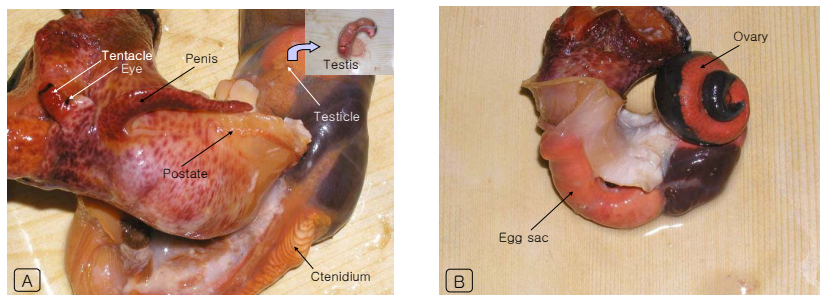 Tentacle
Eye
Penis
Testis
Testicle
Postate
Ctenidium
A
Ovary
Egg sac
B